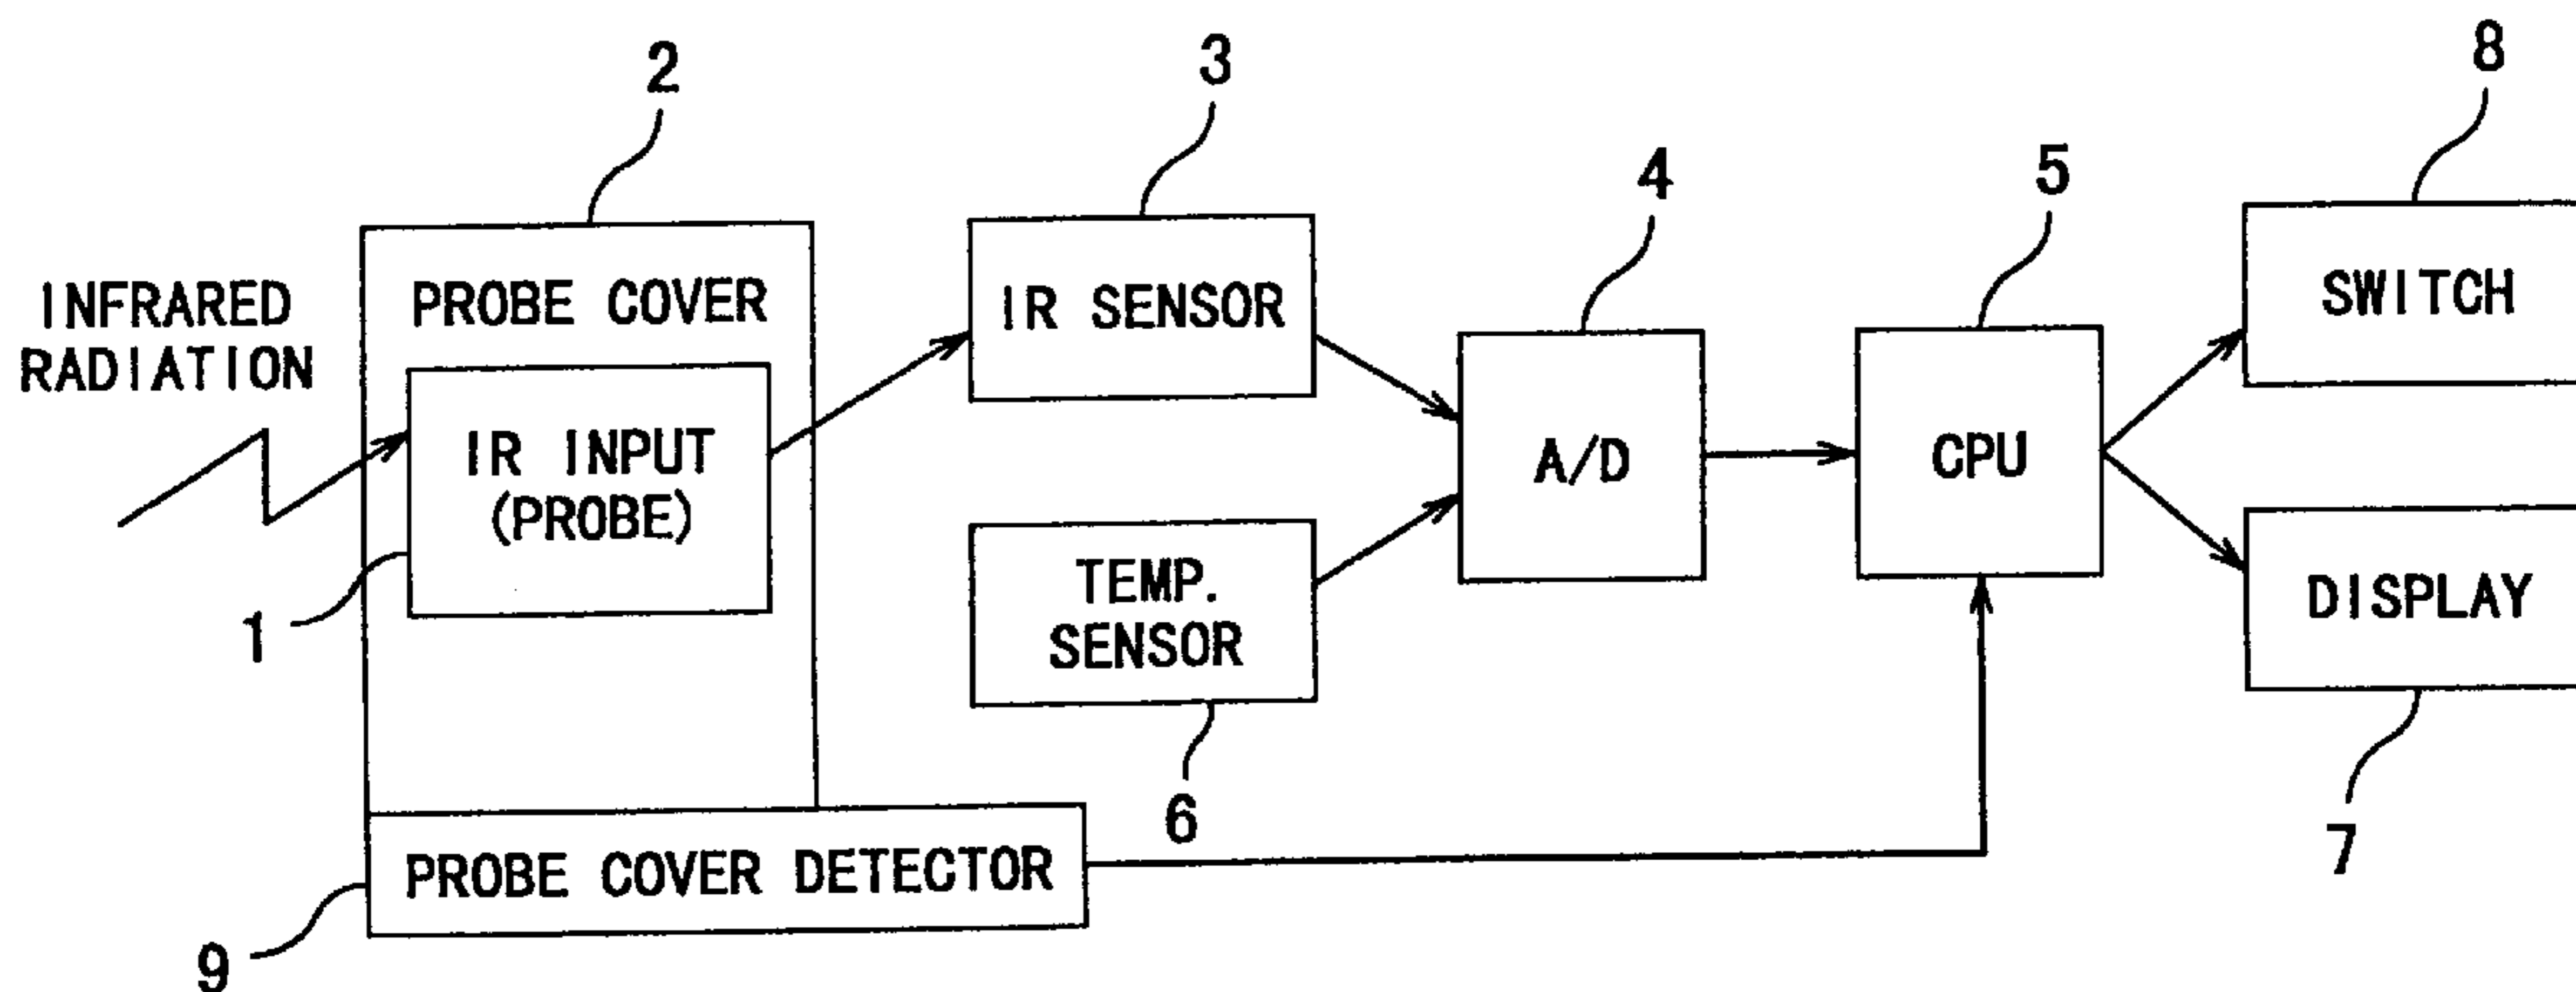 2
3
8
4
5
INFRARED
RADIATION
PROBE COVER
IR SENSOR
SWITCH
IR INPUT
(PROBE)
A/D
CPU
1
TEMP.
SENSOR
DISPLAY
6
7
PROBE COVER DETECTOR
9